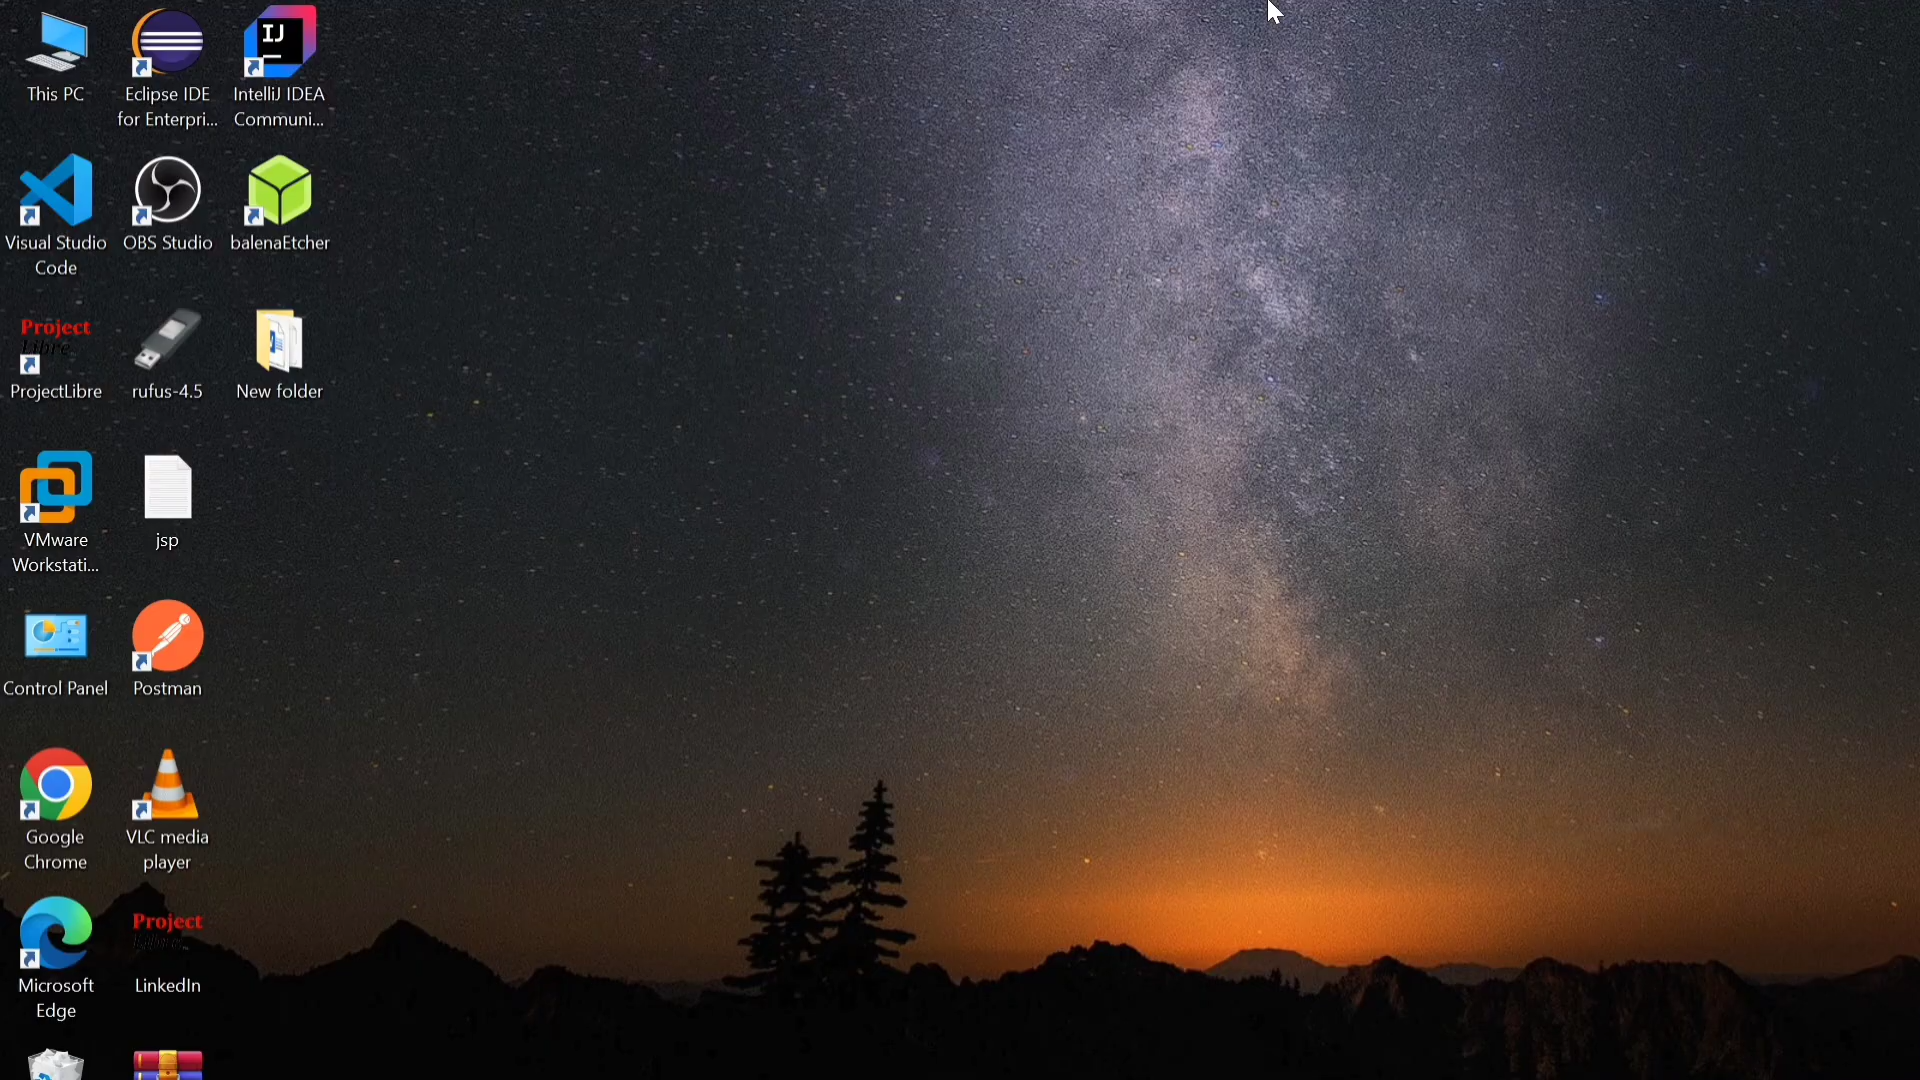 This PC
Eclipse IDE
for Enterpri...
IJ
IntelliJ IDEA
Communi...
Visual Studio
Code
OBS Studio
balenaEtcher
Project
Libre
ProjectLibre
rufus-4.5
New folder
VMware
Workstati...
jsp
Control Panel
Postman
Google
Chrome
VLC media
player
Microsoft
Edge
Project
Libre
LinkedIn